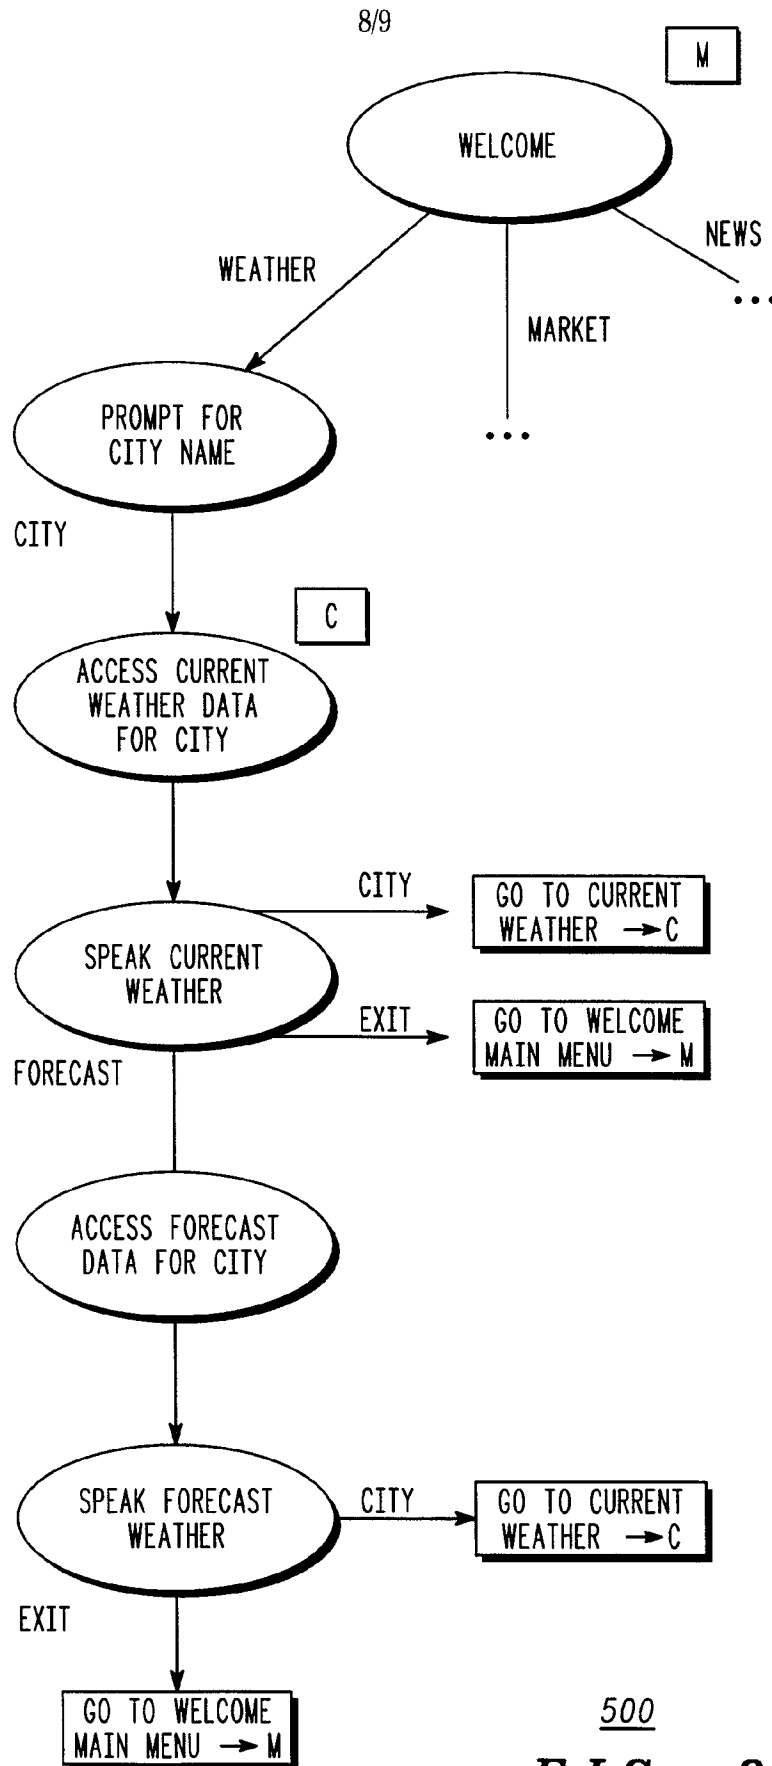 8/9
M
WELCOME
NEWS
WEATHER
MARKET
...
...
PROMPT FOR
CITY NAME
CITY
C
ACCESS CURRENT
WEATHER DATA
FOR CITY
CITY
GO TO CURRENT
WEATHER → C
SPEAK CURRENT
WEATHER
EXIT
GO TO WELCOME
MAIN MENU → M
FORECAST
ACCESS FORECAST
DATA FOR CITY
SPEAK FORECAST
WEATHER
CITY
GO TO CURRENT
WEATHER → C
EXIT
GO TO WELCOME
MAIN MENU → M
500